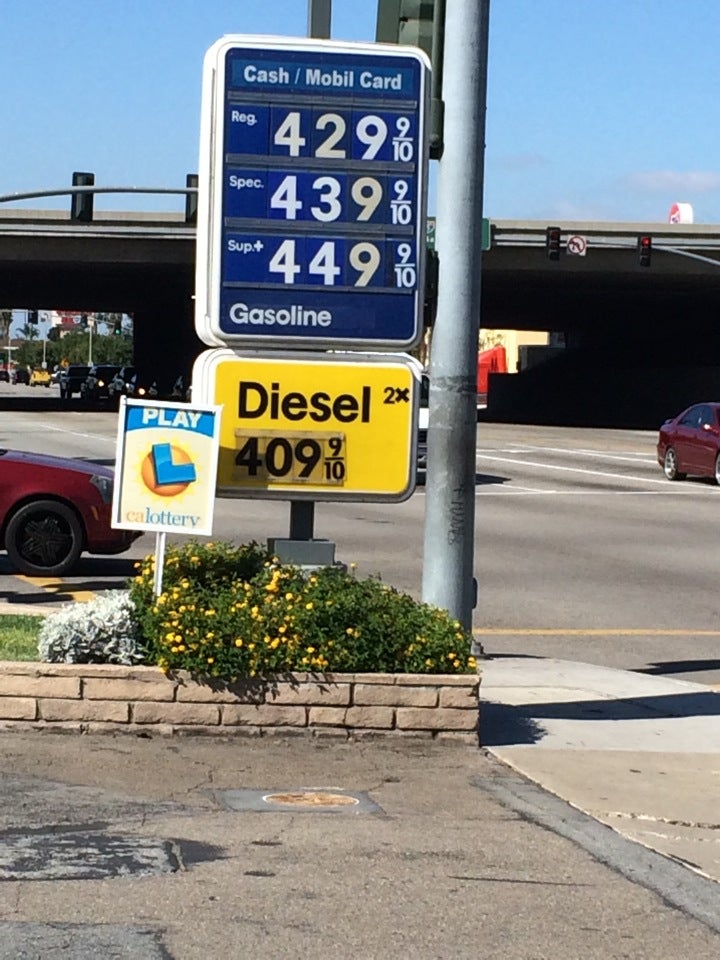 Cash / Mobil Card
Reg. 429 9/10
Spec. 439 9/10
Sup.+ 449 9/10
Gasoline
Diesel 2x
409 9/10
PLAY
L
calottery